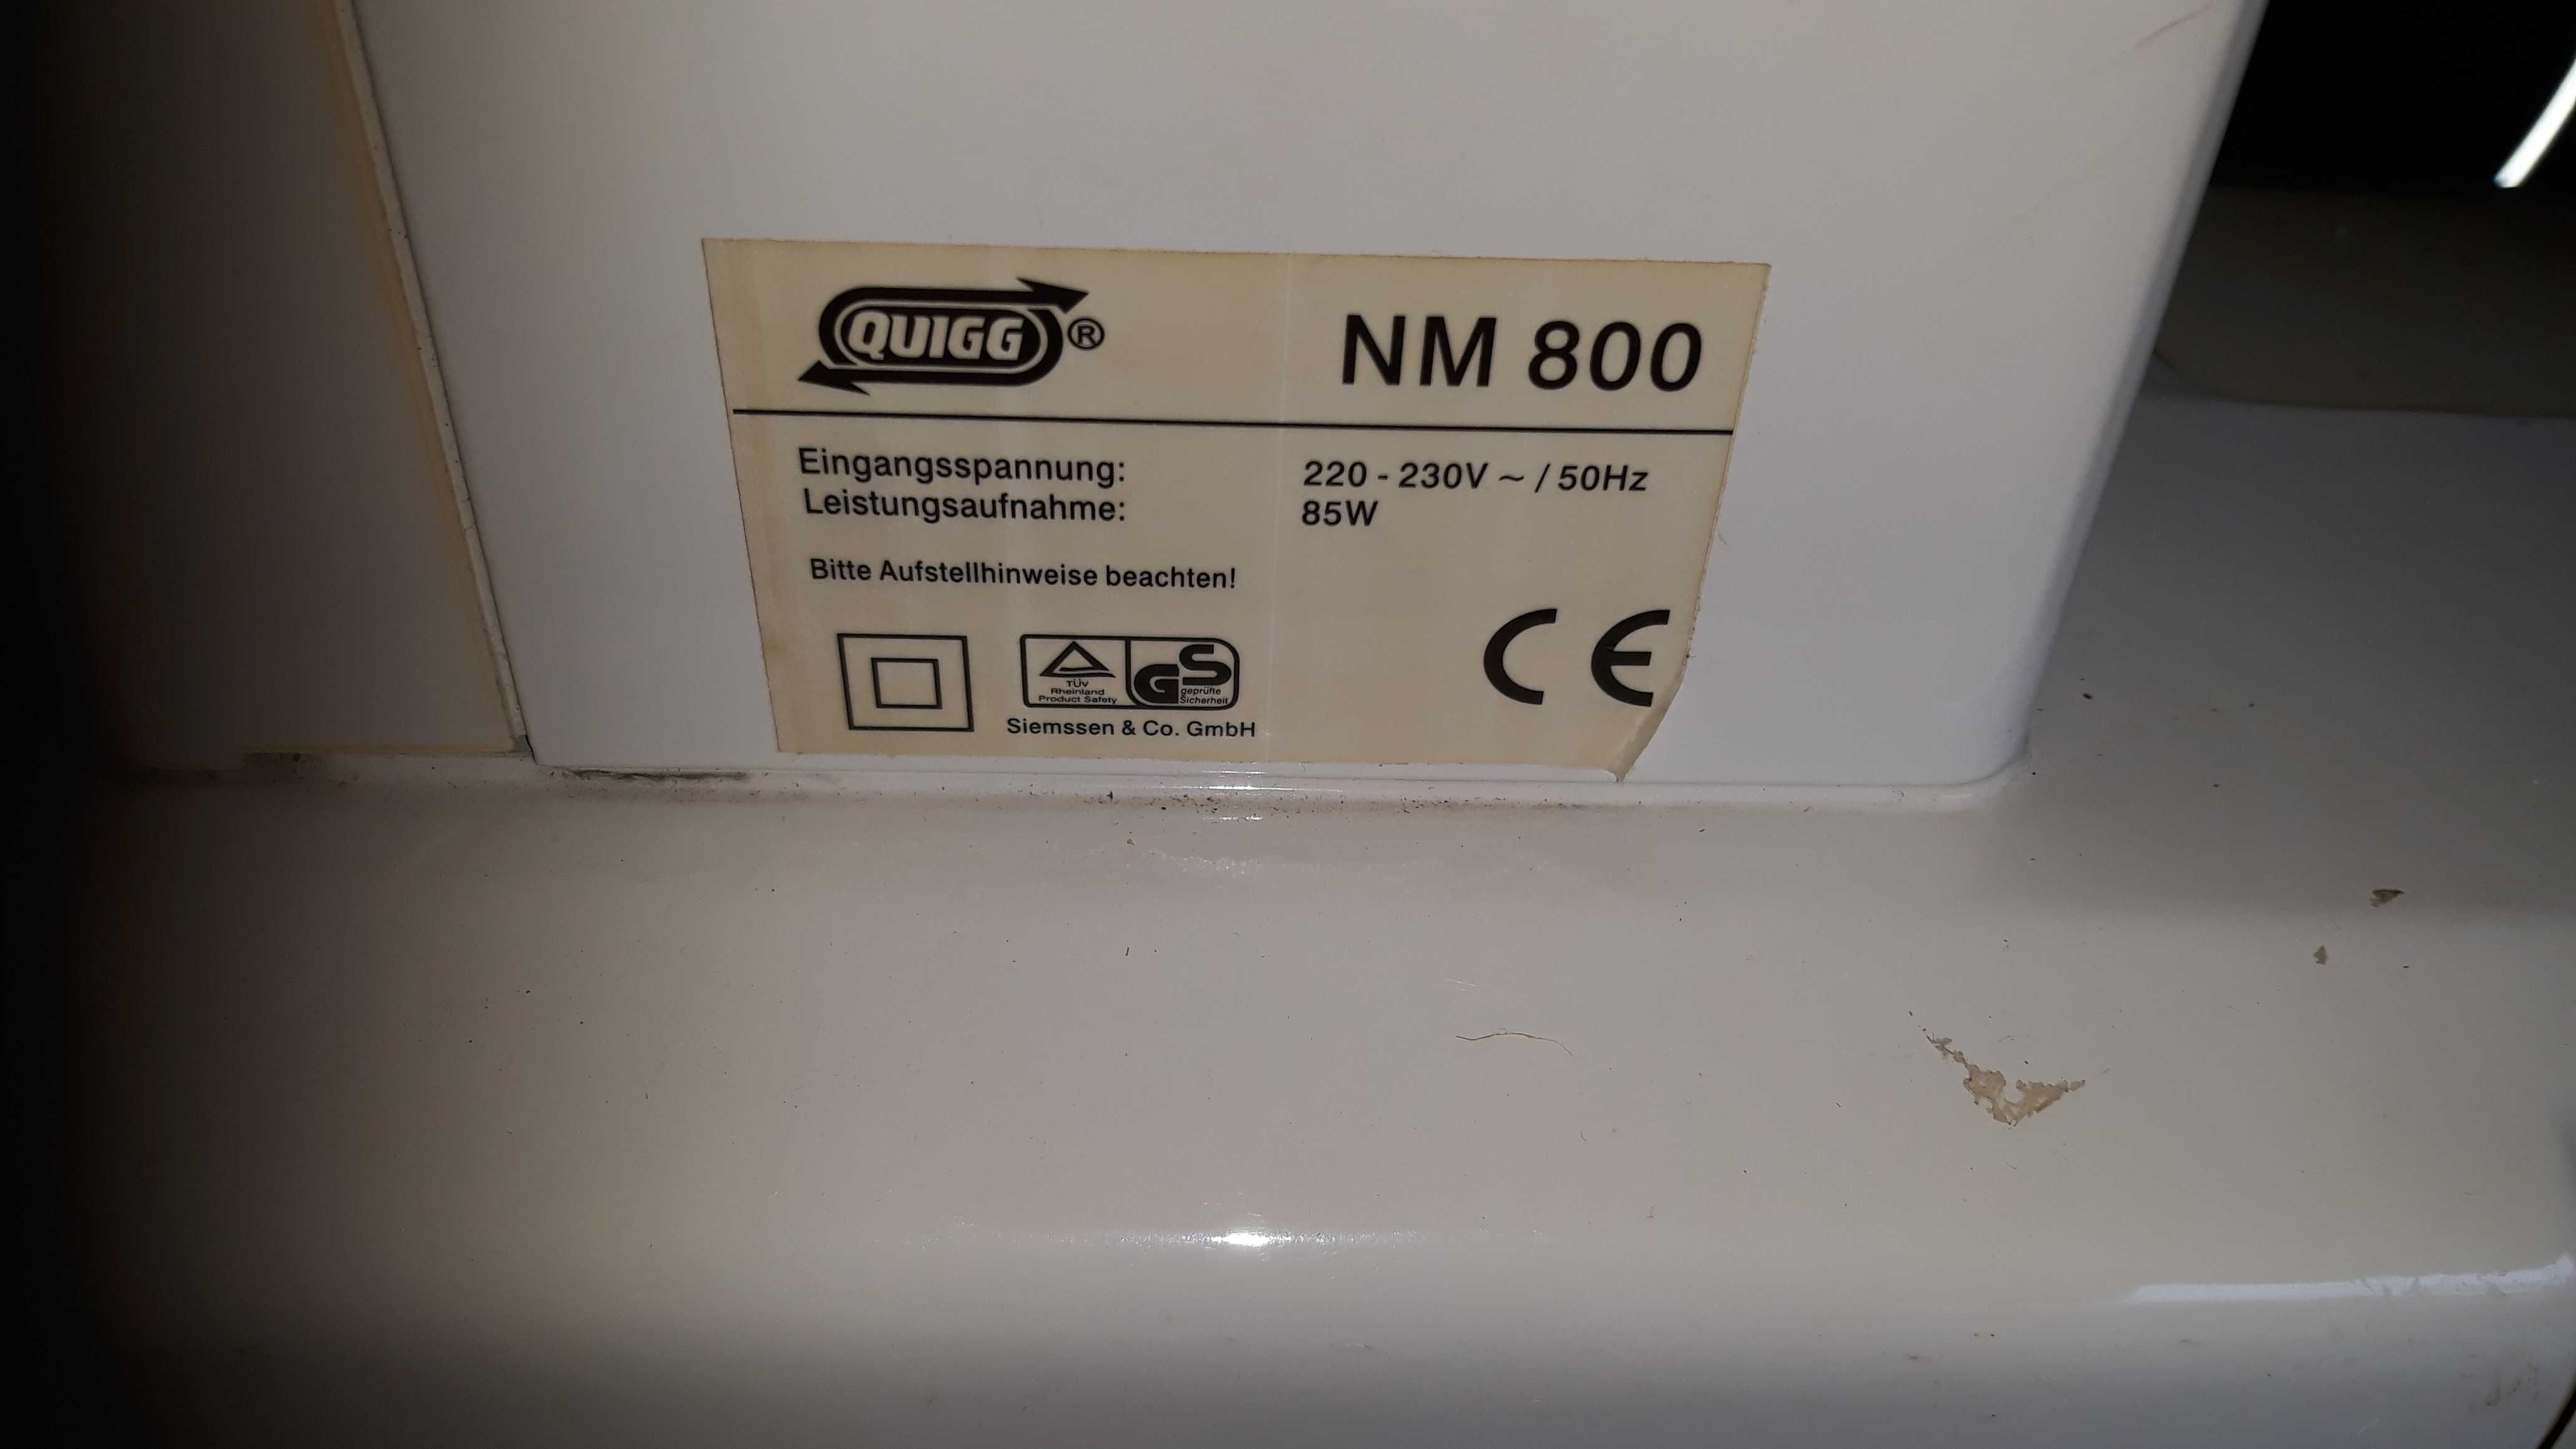 QUIGG ® NM 800
Eingangsspannung: 220 - 230V ~ / 50Hz
Leistungsaufnahme: 85W
Bitte Aufstellhinweise beachten!
TÜV
Rheinland
Product Safety
GS
geprüfte
Sicherheit
CE
Siemssen & Co. GmbH